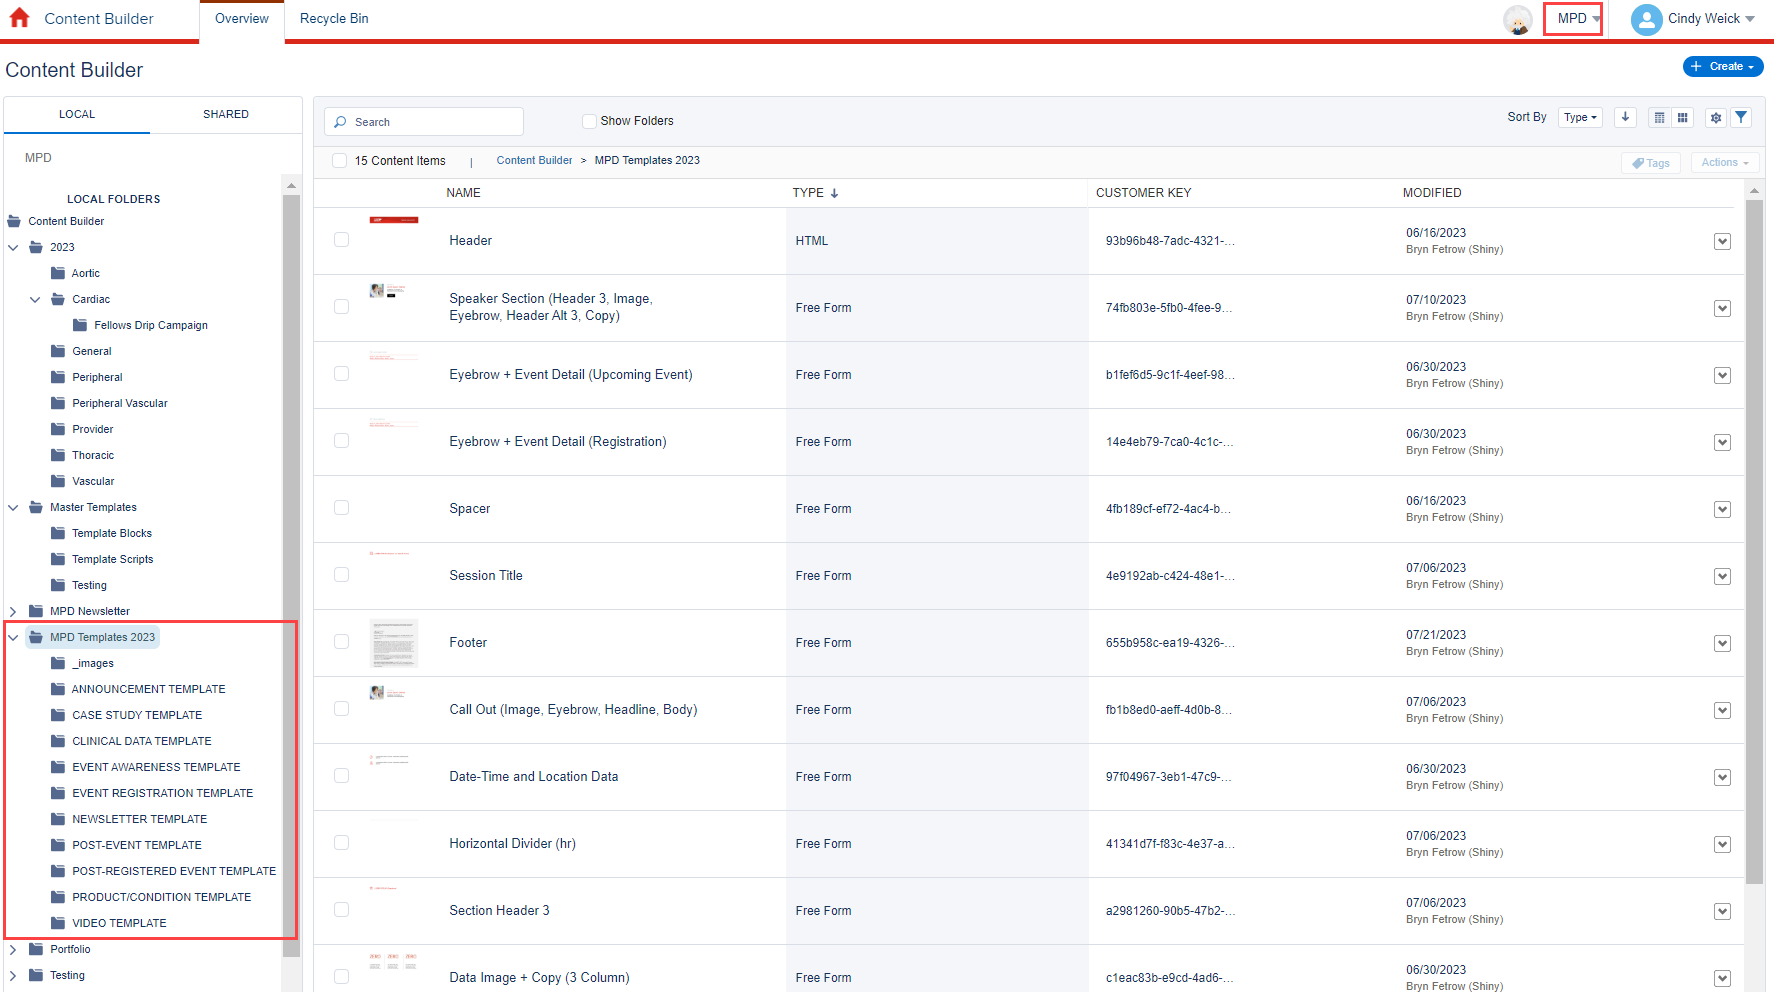 Content Builder
Overview
Recycle Bin
MPD
Cindy Weick
Content Builder
Create
LOCAL
SHARED
MPD
LOCAL FOLDERS
Content Builder
2023
Aortic
Cardiac
Fellows Drip Campaign
General
Peripheral
Peripheral Vascular
Provider
Thoracic
Vascular
Master Templates
Template Blocks
Template Scripts
Testing
MPD Newsletter
MPD Templates 2023
_images
ANNOUNCEMENT TEMPLATE
CASE STUDY TEMPLATE
CLINICAL DATA TEMPLATE
EVENT AWARENESS TEMPLATE
EVENT REGISTRATION TEMPLATE
NEWSLETTER TEMPLATE
POST-EVENT TEMPLATE
POST-REGISTERED EVENT TEMPLATE
PRODUCT/CONDITION TEMPLATE
VIDEO TEMPLATE
Portfolio
Testing
Search
Show Folders
Sort By
Type
15 Content Items | Content Builder > MPD Templates 2023
Tags
Actions
NAME TYPE CUSTOMER KEY MODIFIED
Header HTML 93b96b48-7adc-4321-... 06/16/2023
Bryn Fetrow (Shiny)
Speaker Section (Header 3, Image,
Eyebrow, Header Alt 3, Copy) Free Form 74fb803e-5fb0-4fee-9... 07/10/2023
Bryn Fetrow (Shiny)
Eyebrow + Event Detail (Upcoming Event) Free Form b1fef6d5-9c1f-4eef-98... 06/30/2023
Bryn Fetrow (Shiny)
Eyebrow + Event Detail (Registration) Free Form 14e4eb79-7ca0-4c1c-... 06/30/2023
Bryn Fetrow (Shiny)
Spacer Free Form 4fb189cf-ef72-4ac4-b... 06/16/2023
Bryn Fetrow (Shiny)
Session Title Free Form 4e9192ab-c424-48e1-... 07/06/2023
Bryn Fetrow (Shiny)
Footer Free Form 655b958c-ea19-4326-... 07/21/2023
Bryn Fetrow (Shiny)
Call Out (Image, Eyebrow, Headline, Body) Free Form fb1b8ed0-aeff-4d0b-8... 07/06/2023
Bryn Fetrow (Shiny)
Date-Time and Location Data Free Form 97f04967-3eb1-47c9-... 06/30/2023
Bryn Fetrow (Shiny)
Horizontal Divider (hr) Free Form 41341d7f-f83c-4e37-a... 07/06/2023
Bryn Fetrow (Shiny)
Section Header 3 Free Form a2981260-90b5-47b2-... 07/06/2023
Bryn Fetrow (Shiny)
Data Image + Copy (3 Column) Free Form c1eac83b-e9cd-4ad6-... 06/30/2023
Bryn Fetrow (Shiny)